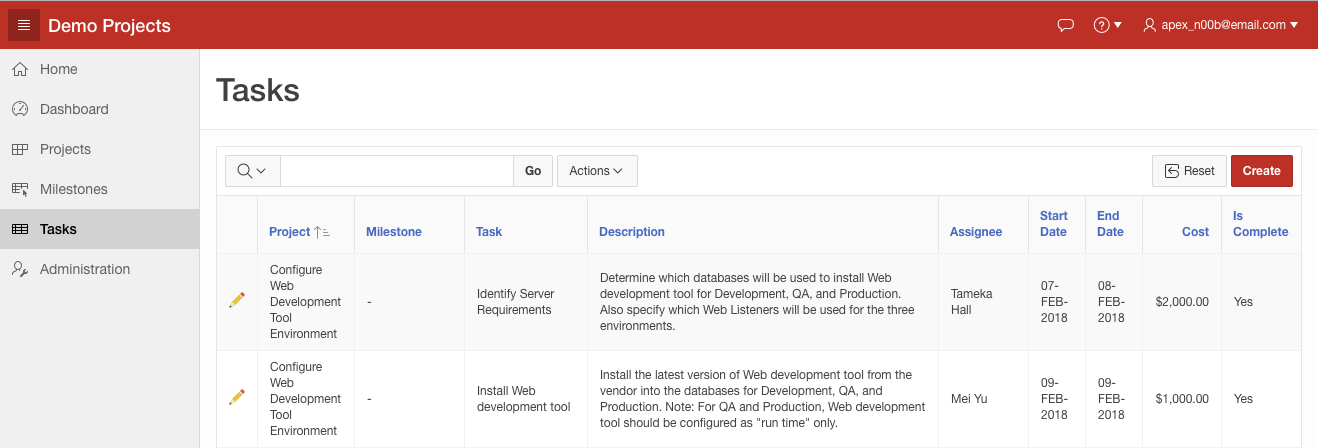 Demo Projects
apex_n00b@email.com
Home
Dashboard
Projects
Milestones
Tasks
Administration
Tasks
Go
Actions
Reset
Create
Project
Milestone
Task
Description
Assignee
Start
Date
End
Date
Cost
Is
Complete
Configure
Web
Development
Tool
Environment
-
Identify Server
Requirements
Determine which databases will be used to install Web
development tool for Development, QA, and Production.
Also specify which Web Listeners will be used for the three
environments.
Tameka
Hall
07-
FEB-
2018
08-
FEB-
2018
$2,000.00
Yes
Configure
Web
Development
Tool
Environment
-
Install Web
development tool
Install the latest version of Web development tool from the
vendor into the databases for Development, QA, and
Production. Note: For QA and Production, Web development
tool should be configured as "run time" only.
Mei Yu
09-
FEB-
2018
09-
FEB-
2018
$1,000.00
Yes